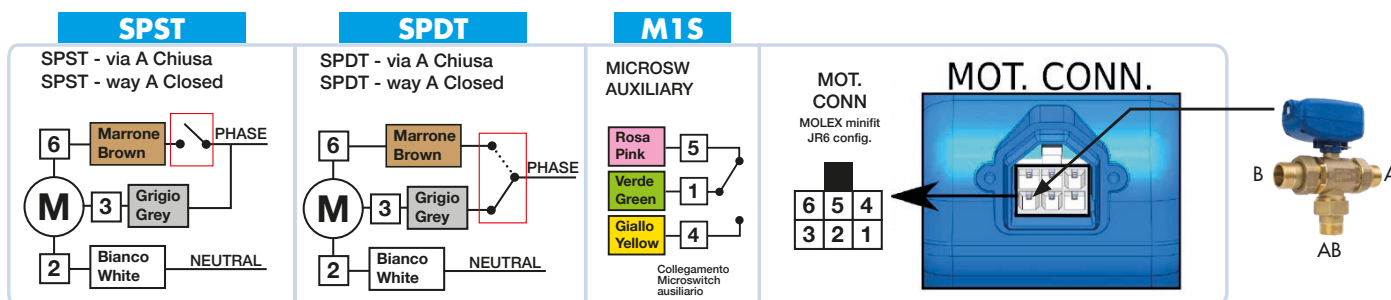 SPST
SPST - via A Chiusa
SPST - way A Closed
6
Marrone
Brown
PHASE
M
3
Grigio
Grey
2
Bianco
White
NEUTRAL
SPDT
SPDT - via A Chiusa
SPDT - way A Closed
6
Marrone
Brown
PHASE
M
3
Grigio
Grey
2
Bianco
White
NEUTRAL
M1S
MICROSW
AUXILIARY
Rosa
Pink
5
Verde
Green
1
Giallo
Yellow
4
Collegamento
Microswitch
ausiliario
MOT.
CONN
MOLEX minifit
JR6 config.
6 5 4
3 2 1
MOT. CONN.
B
A
AB